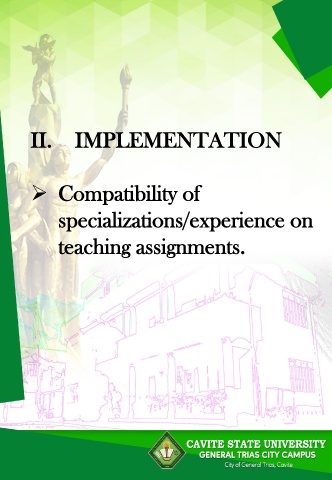 II. IMPLEMENTATION
➢ Compatibility of
specializations/experience on
teaching assignments.
CAVITE STATE UNIVERSITY
GENERAL TRIAS CITY CAMPUS
City of General Trias, Cavite